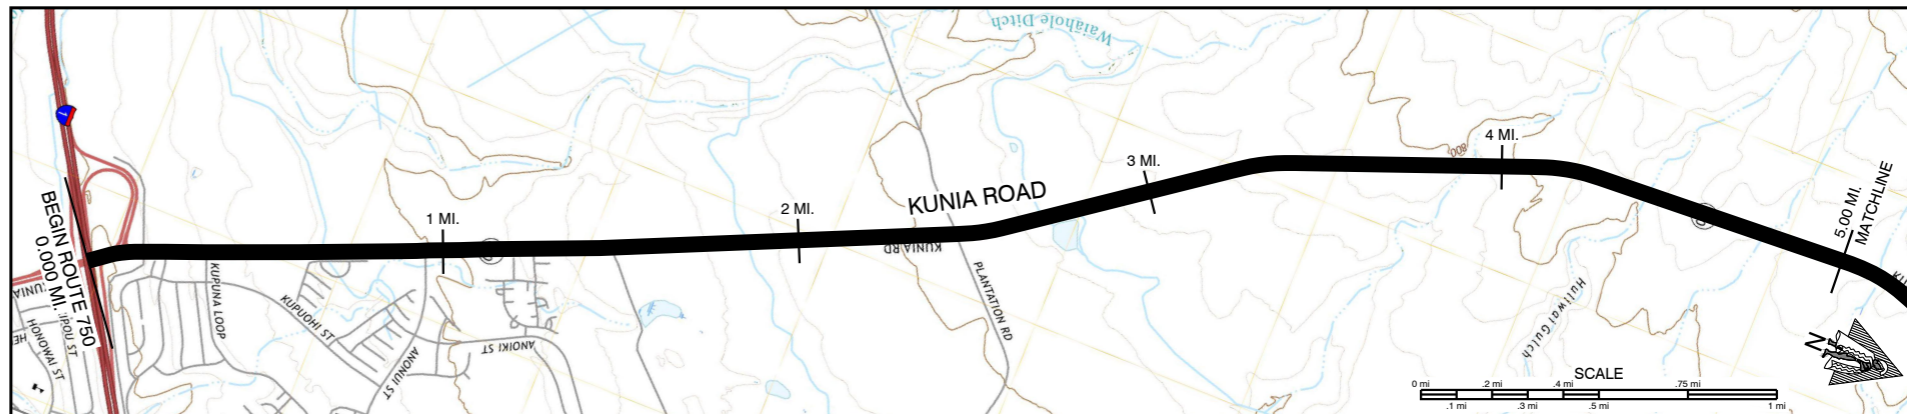 Waiahole Ditch
1
BEGIN ROUTE 750
0.000 MI.
1 MI.
2 MI.
KUNIA ROAD
KUNIA RD
3 MI.
4 MI.
800
5.00 MI.
MATCHLINE
KUPUNA LOOP
KUPUOHI ST
ANONUI ST
ANOIKI ST
PLANTATION RD
HONOWAI ST
Huliwai Gulch
N
SCALE
0 mi .2 mi .4 mi .75 mi
.1 mi .3 mi .5 mi 1 mi